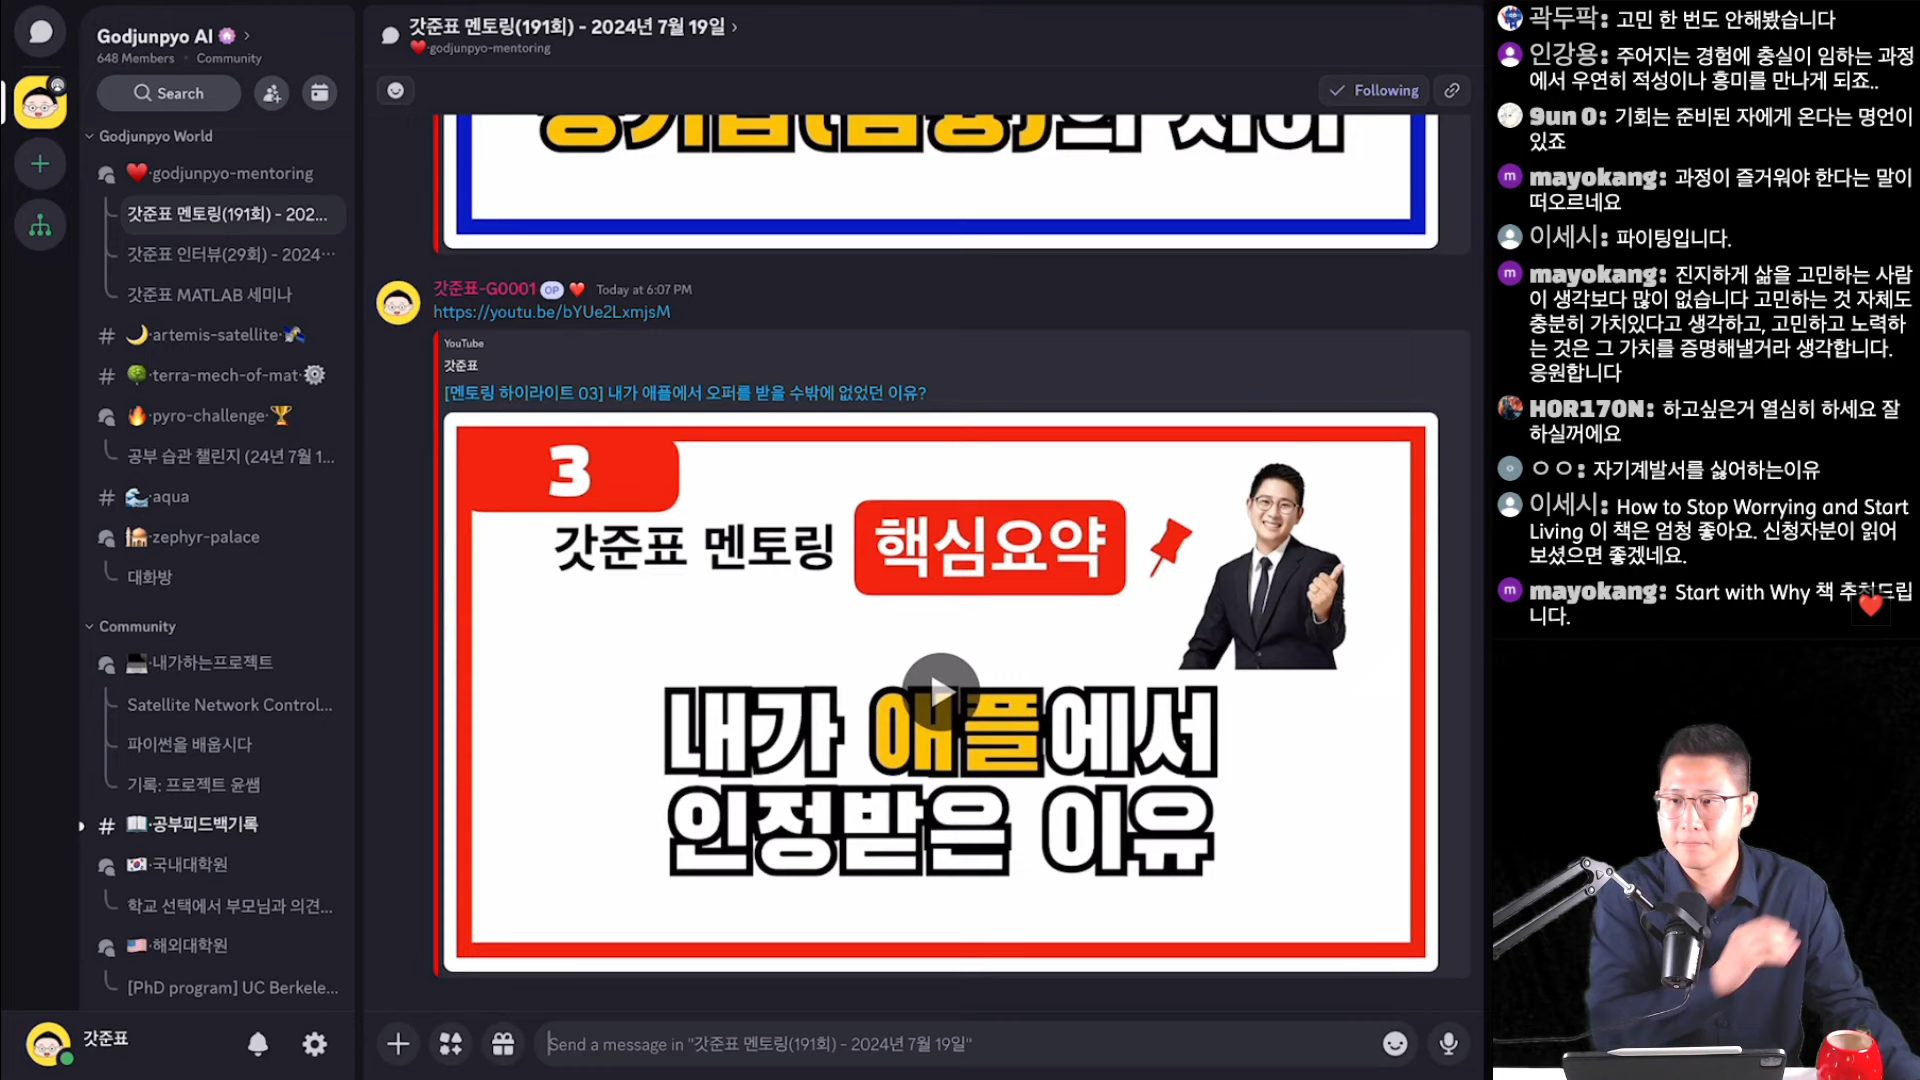 Godjunpyo AI
648 Members • Community
Search
Godjunpyo World
godjunpyo-mentoring
갓준표 멘토링(191회) - 202...
갓준표 인터뷰(29회) - 2024...
갓준표 MATLAB 세미나
artemis-satellite
terra-mech-of-mat
pyro-challenge
공부 습관 챌린지 (24년 7월 1...
aqua
zephyr-palace
대화방
Community
내가하는프로젝트
Satellite Network Control...
파이썬을 배웁시다
기록: 프로젝트 윤쌤
공부피드백기록
국내대학원
학교 선택에서 부모님과 의견...
해외대학원
[PhD program] UC Berkele...
갓준표
갓준표 멘토링(191회) - 2024년 7월 19일
godjunpyo-mentoring
Following
갓준표-G0001 OP Today at 6:07 PM
https://youtu.be/bYUe2LxmjsM
YouTube
갓준표
[멘토링 하이라이트 03] 내가 애플에서 오퍼를 받을 수밖에 없었던 이유?
3
갓준표 멘토링 핵심요약
내가 애플에서
인정받은 이유
Send a message in "갓준표 멘토링(191회) - 2024년 7월 19일"
곽두팍: 고민 한 번도 안해봤습니다
인강용: 주어지는 경험에 충실이 임하는 과정
에서 우연히 적성이나 흥미를 만나게 되죠..
9un 0: 기회는 준비된 자에게 온다는 명언이
있죠
mayokang: 과정이 즐거워야 한다는 말이
떠오르네요
이세시: 파이팅입니다.
mayokang: 진지하게 삶을 고민하는 사람
이 생각보다 많이 없습니다 고민하는 것 자체도
충분히 가치있다고 생각하고, 고민하고 노력하
는 것은 그 가치를 증명해낼거라 생각합니다.
응원합니다
H0R170N: 하고싶은거 열심히 하세요 잘
하실꺼에요
ㅇㅇ: 자기계발서를 싫어하는이유
이세시: How to Stop Worrying and Start
Living 이 책은 엄청 좋아요. 신청자분이 읽어
보셨으면 좋겠네요.
mayokang: Start with Why 책 추천드립
니다.